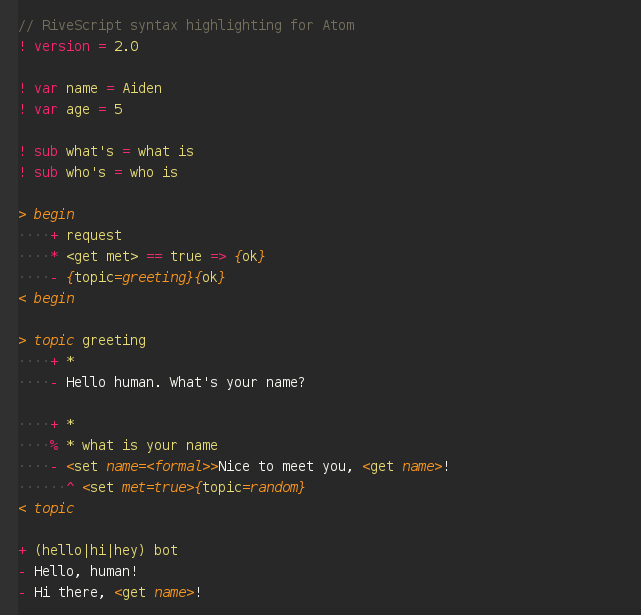 // RiveScript syntax highlighting for Atom
! version = 2.0
! var name = Aiden
! var age = 5
! sub what's = what is
! sub who's = who is
> begin
····+ request
····* <get met> == true => {ok}
····- {topic=greeting}{ok}
< begin
> topic greeting
····+ *
····- Hello human. What's your name?
····+ *
····% * what is your name
····- <set name=<formal>>Nice to meet you, <get name>!
······^ <set met=true>{topic=random}
< topic
+ (hello|hi|hey) bot
- Hello, human!
- Hi there, <get name>!